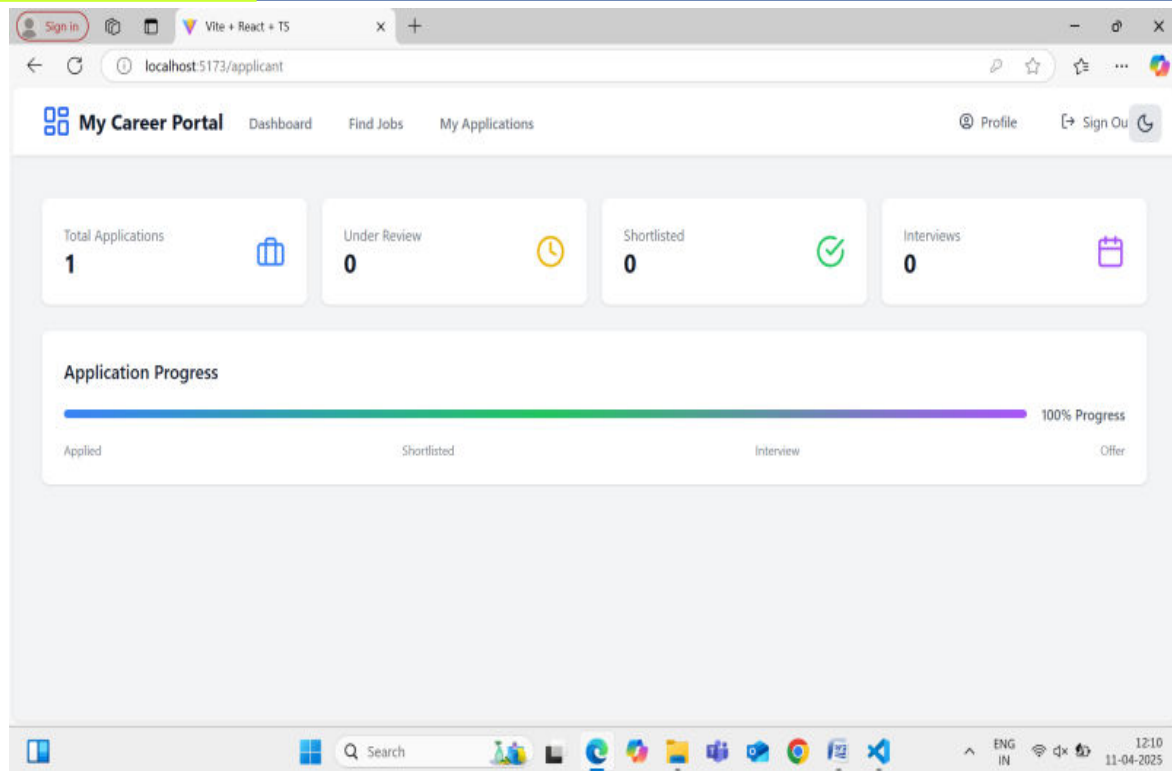 Sign in
Vite + React + TS
localhost:5173/applicant
My Career Portal Dashboard Find Jobs My Applications Profile Sign Ou
Total Applications
1
Under Review
0
Shortlisted
0
Interviews
0
Application Progress
100% Progress
Applied Shortlisted Interview Offer
Search
ENG
IN
12:10
11-04-2025